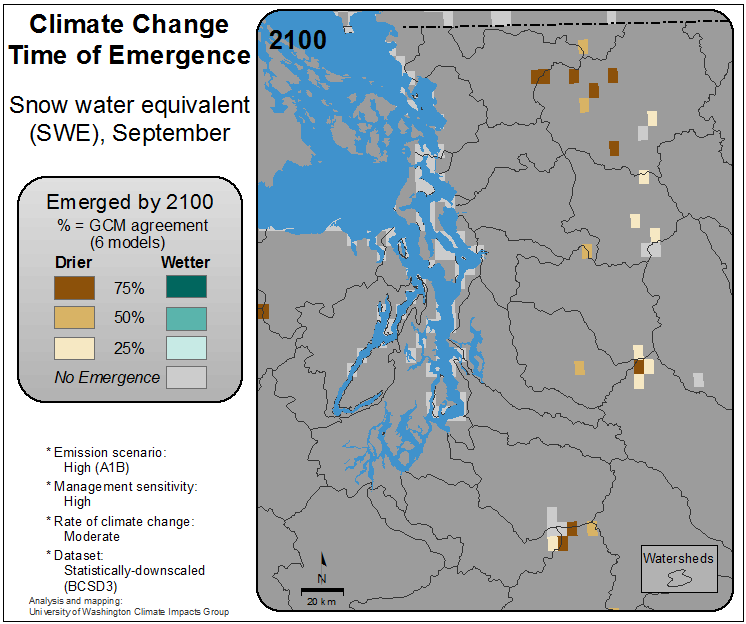 Climate Change
Time of Emergence
Snow water equivalent
(SWE), September
Emerged by 2100
% = GCM agreement
(6 models)
Drier Wetter
75%
50%
25%
No Emergence
* Emission scenario:
High (A1B)
* Management sensitivity:
High
* Rate of climate change:
Moderate
* Dataset:
Statistically-downscaled
(BCSD3)
Analysis and mapping:
University of Washington Climate Impacts Group
2100
N
20 km
Watersheds